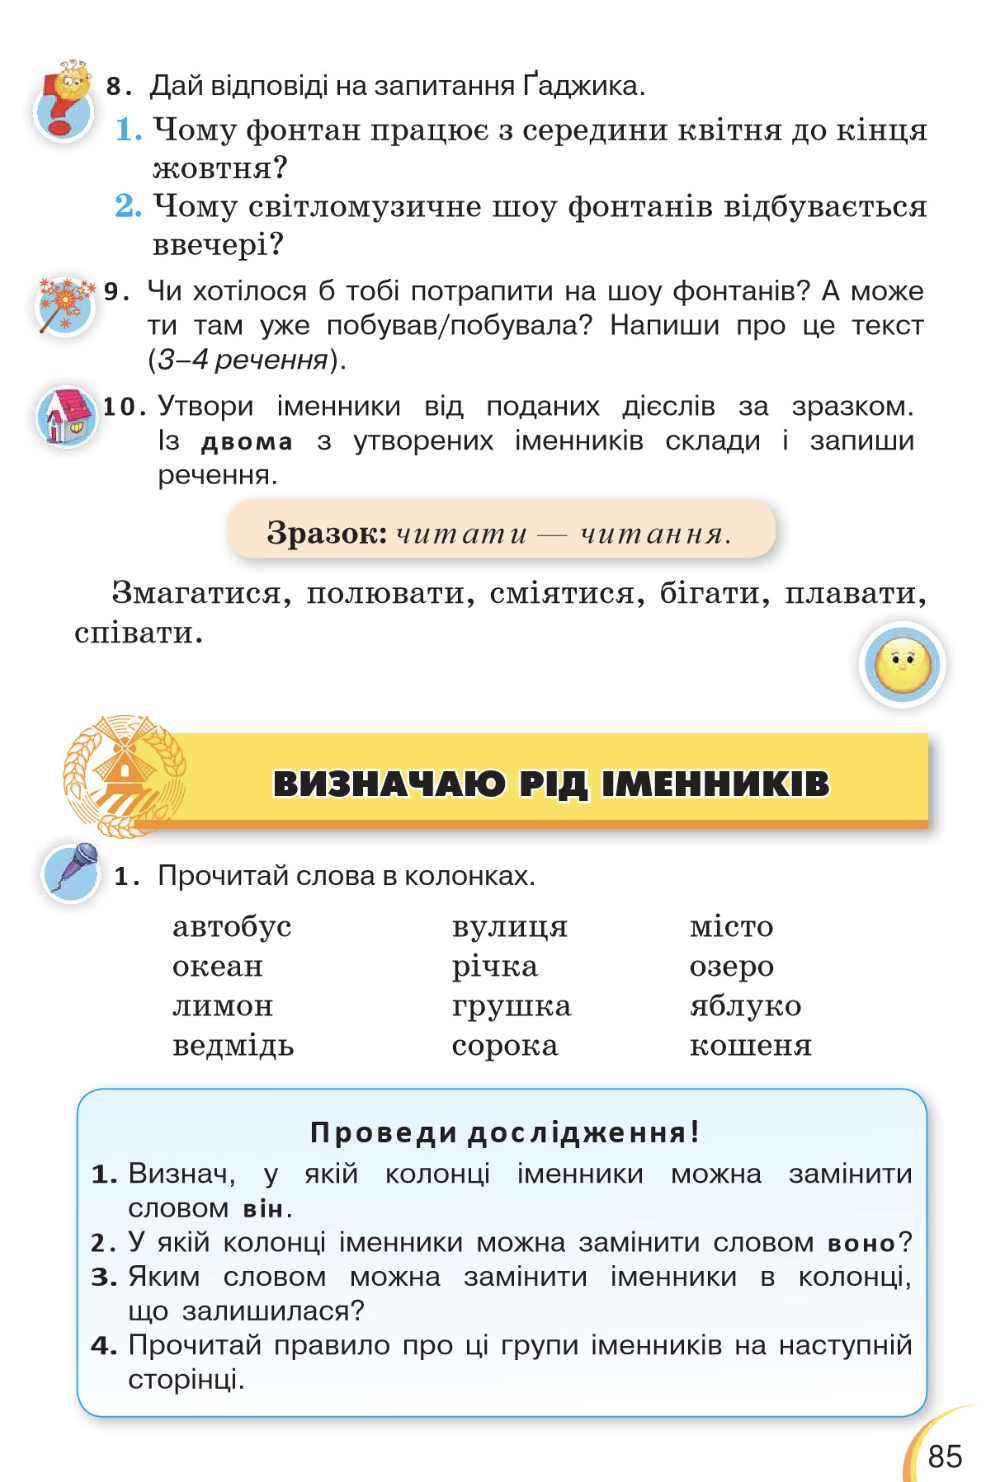 8. Дай відповіді на запитання Ґаджика.
1. Чому фонтан працює з середини квітня до кінця
жовтня?
2. Чому світломузичне шоу фонтанів відбувається
ввечері?
9. Чи хотілося б тобі потрапити на шоу фонтанів? А може
ти там уже побував/побувала? Напиши про це текст
(3–4 речення).
10. Утвори іменники від поданих дієслів за зразком.
Із двома з утворених іменників склади і запиши
речення.
Зразок: читати — читання.
Змагатися, полювати, сміятися, бігати, плавати,
співати.
ВИЗНАЧАЮ РІД ІМЕННИКІВ
1. Прочитай слова в колонках.
автобус вулиця місто
океан річка озеро
лимон грушка яблуко
ведмідь сорока кошеня
Проведи дослідження!
1. Визнач, у якій колонці іменники можна замінити
словом він.
2. У якій колонці іменники можна замінити словом воно?
3. Яким словом можна замінити іменники в колонці,
що залишилася?
4. Прочитай правило про ці групи іменників на наступній
сторінці.
85